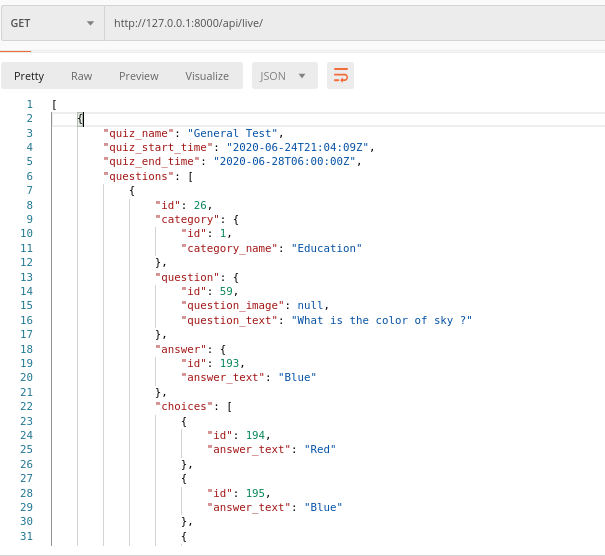 GET http://127.0.0.1:8000/api/live/
Pretty Raw Preview Visualize JSON
1 [
2 {
3 "quiz_name": "General Test",
4 "quiz_start_time": "2020-06-24T21:04:09Z",
5 "quiz_end_time": "2020-06-28T06:00:00Z",
6 "questions": [
7 {
8 "id": 26,
9 "category": {
10 "id": 1,
11 "category_name": "Education"
12 },
13 "question": {
14 "id": 59,
15 "question_image": null,
16 "question_text": "What is the color of sky ?"
17 },
18 "answer": {
19 "id": 193,
20 "answer_text": "Blue"
21 },
22 "choices": [
23 {
24 "id": 194,
25 "answer_text": "Red"
26 },
27 {
28 "id": 195,
29 "answer_text": "Blue"
30 },
31 {